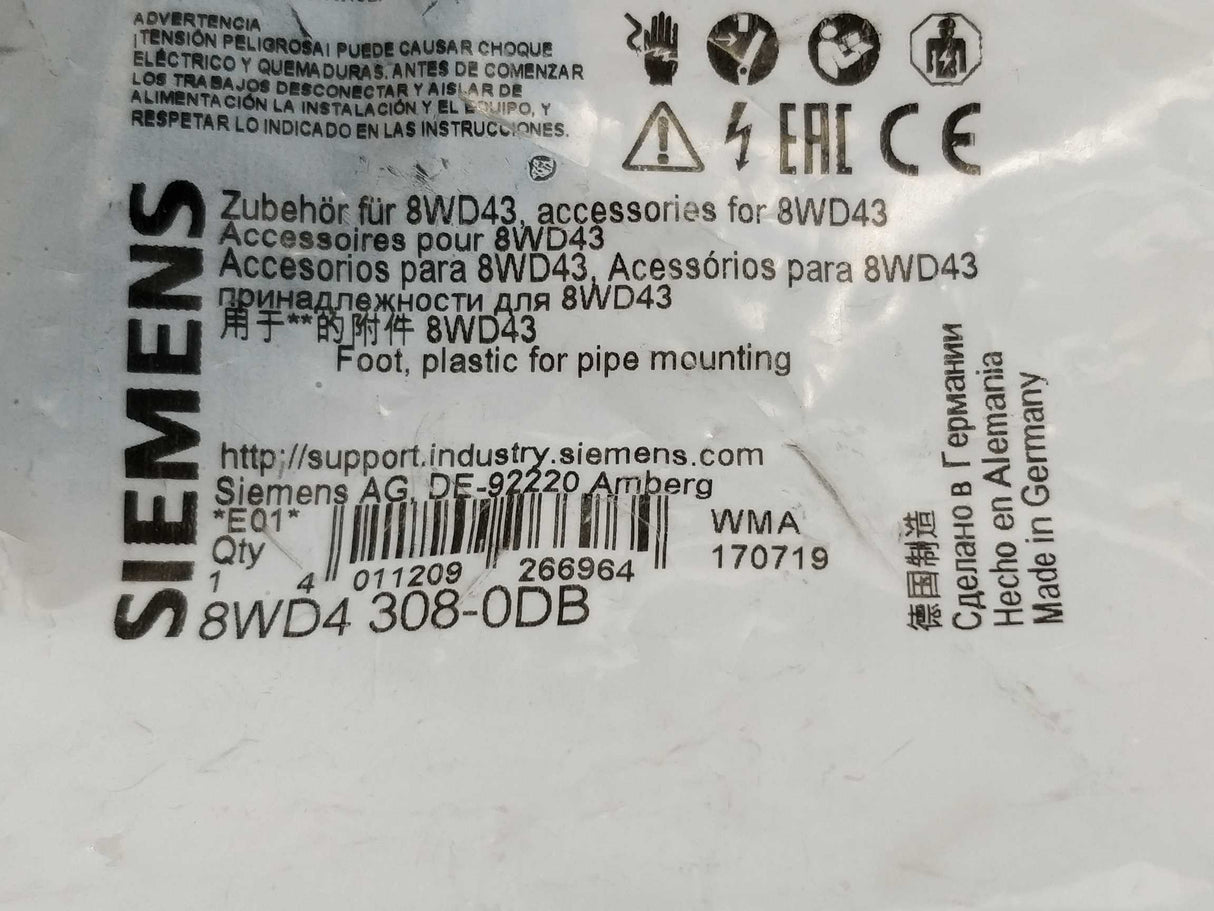 ADVERTENCIA
¡TENSIÓN PELIGROSA! PUEDE CAUSAR CHOQUE
ELÉCTRICO Y QUEMADURAS. ANTES DE COMENZAR
LOS TRABAJOS DESCONECTAR Y AISLAR DE
ALIMENTACIÓN LA INSTALACIÓN Y EL EQUIPO, Y
RESPETAR LO INDICADO EN LAS INSTRUCCIONES.
EAC CE
SIEMENS
Zubehör für 8WD43, accessories for 8WD43
Accessoires pour 8WD43
Accesorios para 8WD43, Acessórios para 8WD43
принадлежности для 8WD43
用于**的附件 8WD43
Foot, plastic for pipe mounting
http://support.industry.siemens.com
Siemens AG, DE-92220 Amberg
*E01*
Qty
1
4 011209 266964
WMA
170719
8WD4 308-0DB
德国制造
Сделано в Германии
Hecho en Alemania
Made in Germany